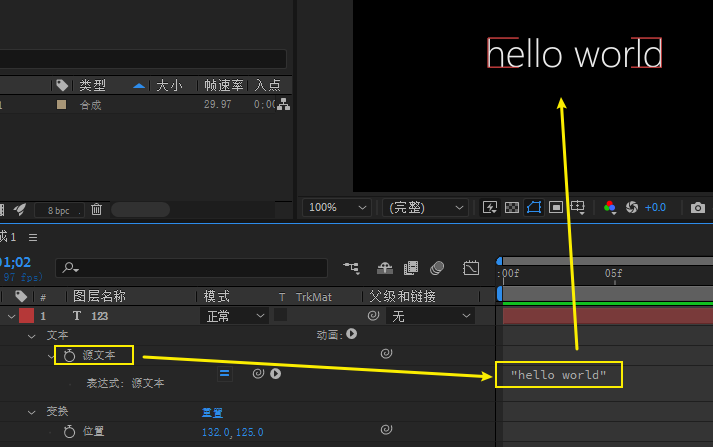 hello world
类型 大小 帧速率 入点
合成 29.97 0;00
8 bpc
100% (完整) +0.0
成 1
01;02
97 fps)
:00f 05f
# 图层名称 模式 T TrkMat 父级和链接
1 T 123 正常 无
文本 动画:
源文本
表达式: 源文本 "hello world"
变换 重置
位置 132.0, 125.0